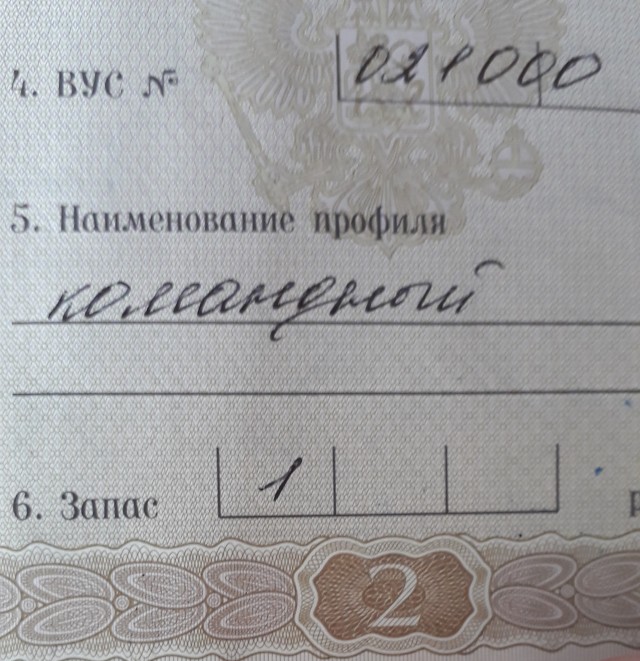 4. ВУС № 021000
5. Наименование профиля
командный
6. Запас 1
2